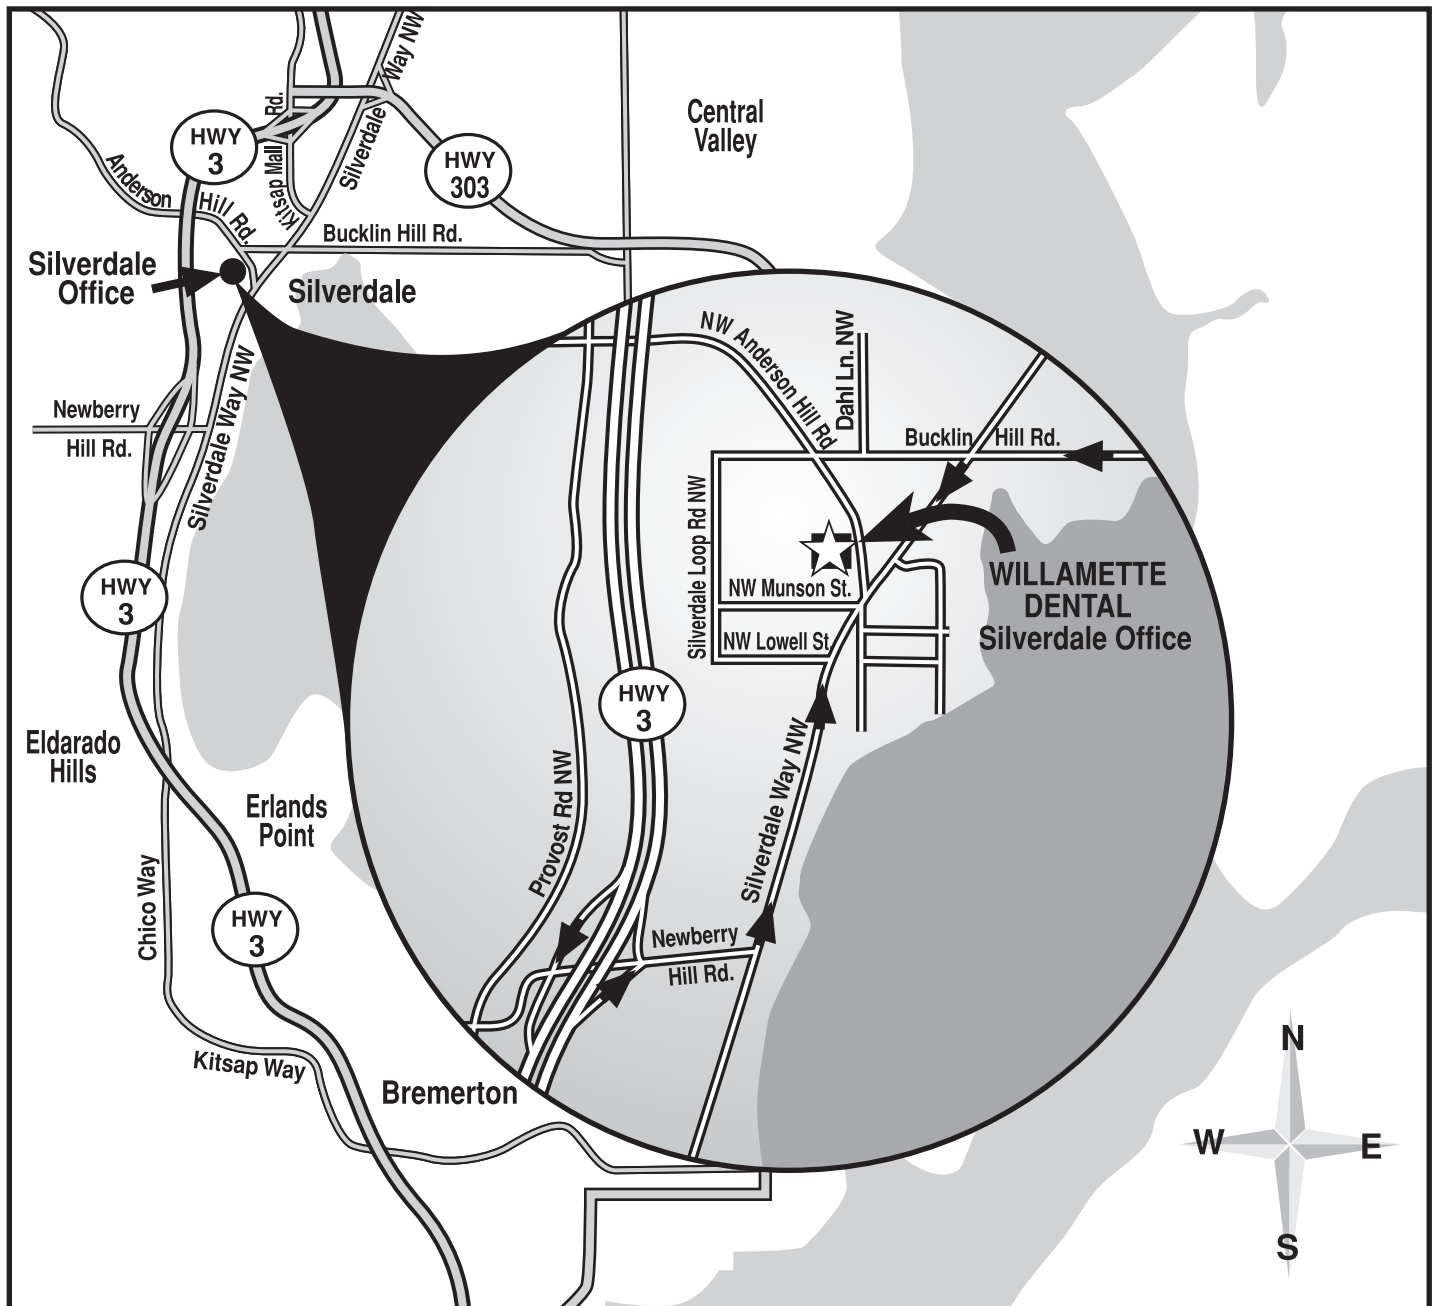 Way NW
Silverdale
Kitsap Mall Rd.
HWY
3
HWY
303
Central
Valley
Anderson Hill Rd.
Bucklin Hill Rd.
Silverdale
Office
Silverdale
Newberry
Hill Rd.
Silverdale Way NW
HWY
3
Eldarado
Hills
Erlands
Point
Chico Way
HWY
3
Kitsap Way
Bremerton
NW Anderson Hill Rd
Dahl Ln. NW
Bucklin Hill Rd.
Silverdale Loop Rd NW
NW Munson St.
NW Lowell St.
WILLAMETTE
DENTAL
Silverdale Office
HWY
3
Provost Rd NW
Silverdale Way NW
Newberry
Hill Rd.
N
W
E
S